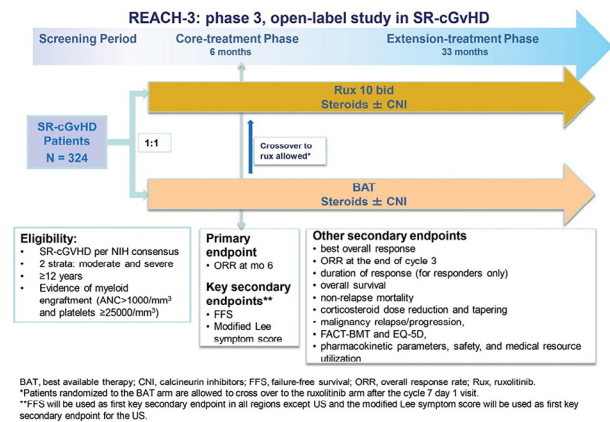 REACH-3: phase 3, open-label study in SR-cGvHD
Screening Period
Core-treatment Phase
6 months
Extension-treatment Phase
33 months
Rux 10 bid
Steroids ± CNI
SR-cGVHD
Patients
N = 324
1:1
Crossover to
rux allowed*
BAT
Steroids ± CNI
Eligibility:
• SR-cGVHD per NIH consensus
• 2 strata: moderate and severe
• ≥12 years
• Evidence of myeloid
engraftment (ANC>1000/mm³
and platelets ≥25000/mm³)
Primary
endpoint
• ORR at mo 6
Key secondary
endpoints**
• FFS
• Modified Lee
symptom score
Other secondary endpoints
• best overall response
• ORR at the end of cycle 3
• duration of response (for responders only)
• overall survival
• non-relapse mortality
• corticosteroid dose reduction and tapering
• malignancy relapse/progression,
• FACT-BMT and EQ-5D,
• pharmacokinetic parameters, safety, and medical resource
utilization
BAT, best available therapy; CNI, calcineurin inhibitors; FFS, failure-free survival; ORR, overall response rate; Rux, ruxolitinib.
*Patients randomized to the BAT arm are allowed to cross over to the ruxolitinib arm after the cycle 7 day 1 visit.
**FFS will be used as first key secondary endpoint in all regions except US and the modified Lee symptom score will be used as first key
secondary endpoint for the US.